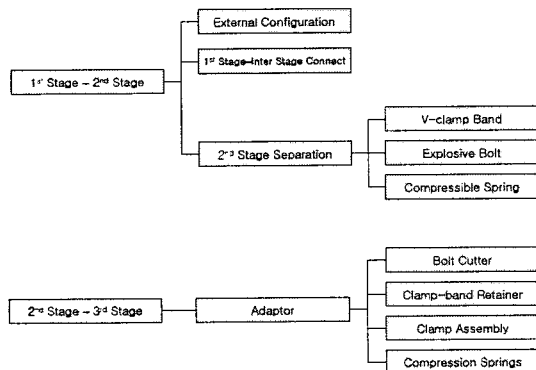 External Configuration
1st Stage-Inter Stage Connect
1st Stage - 2nd Stage
2nd Stage Separation
V-clamp Band
Explosive Bolt
Compressible Spring
2nd Stage - 3rd Stage
Adaptor
Bolt Cutter
Clamp-band Retainer
Clamp Assembly
Compression Springs